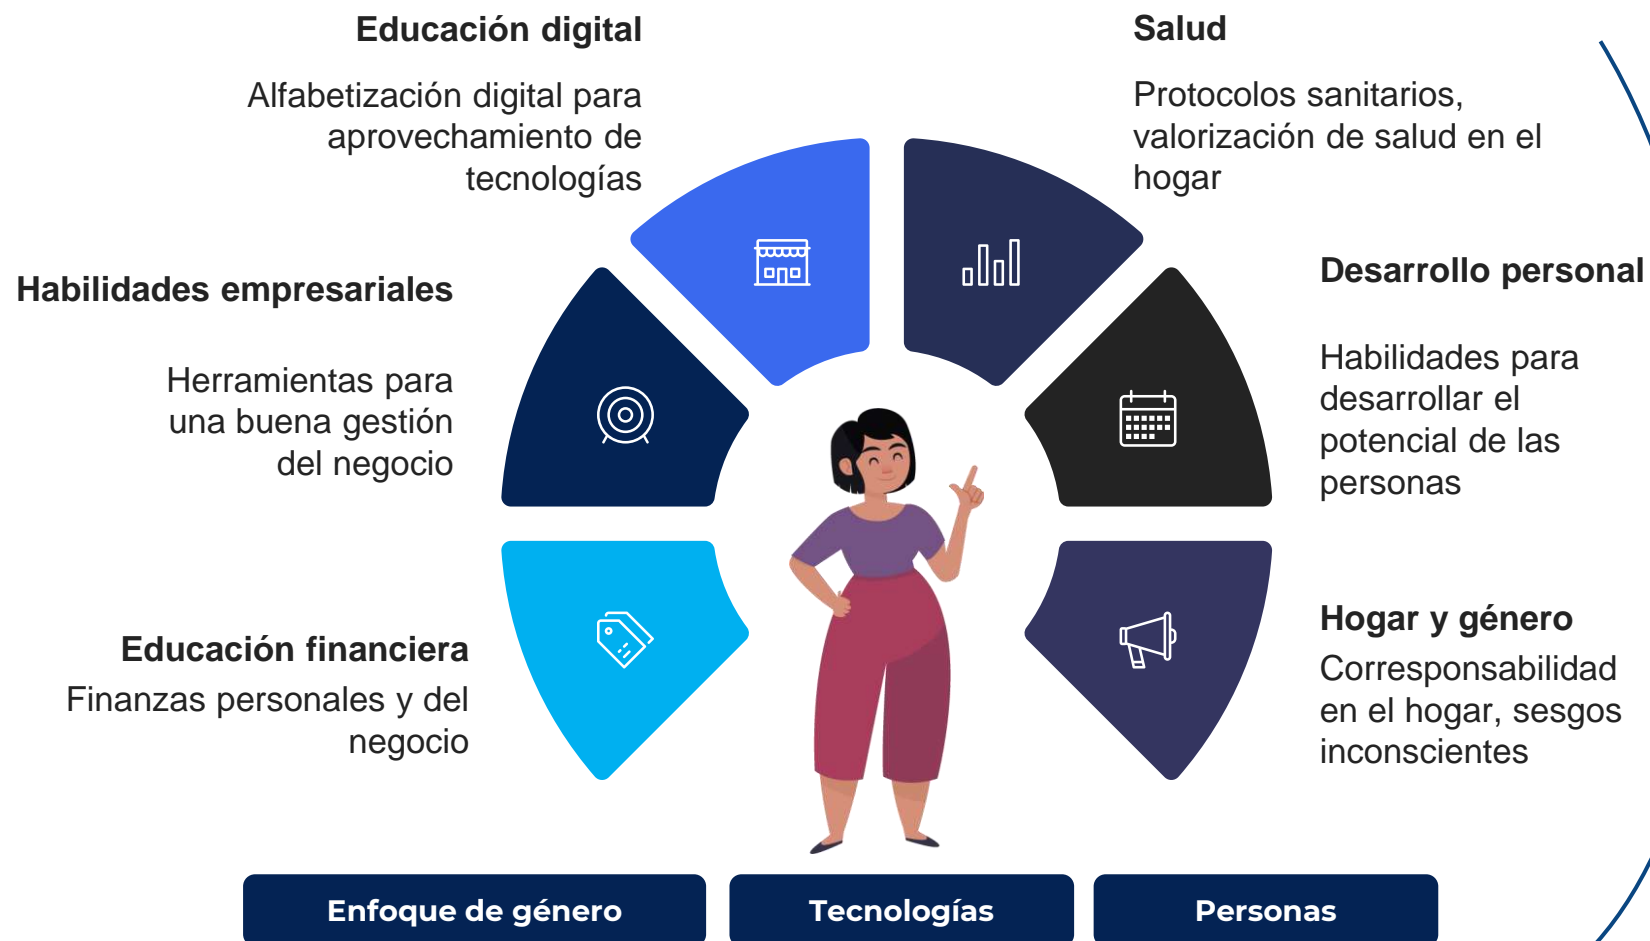 Educación digital
Alfabetización digital para
aprovechamiento de
tecnologías
Salud
Protocolos sanitarios,
valorización de salud en el
hogar
Habilidades empresariales
Herramientas para
una buena gestión
del negocio
Desarrollo personal
Habilidades para
desarrollar el
potencial de las
personas
Educación financiera
Finanzas personales y del
negocio
Hogar y género
Corresponsabilidad
en el hogar, sesgos
inconscientes
Enfoque de género
Tecnologías
Personas